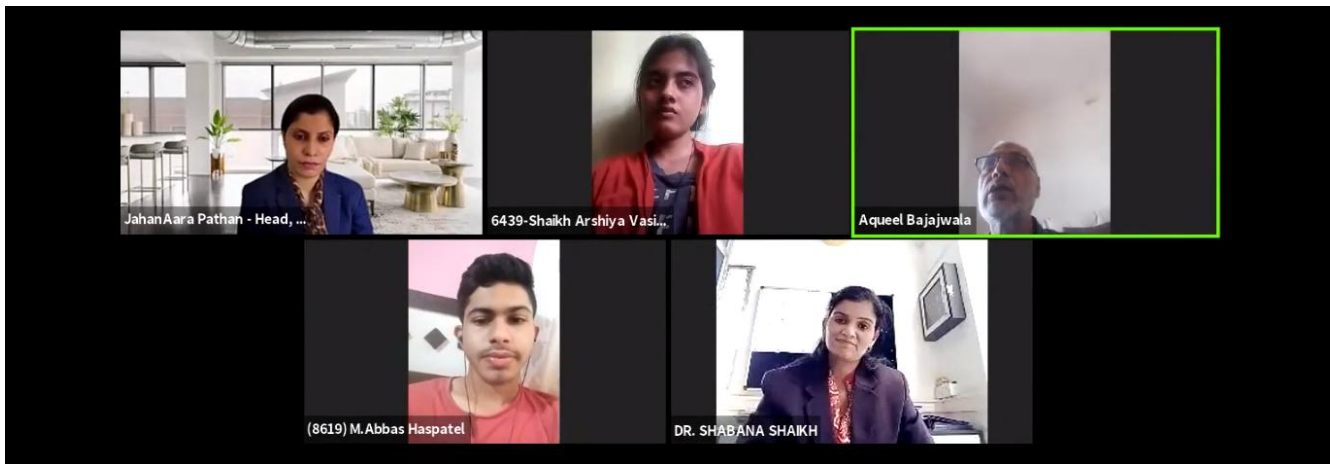 JahanAara Pathan - Head, ...
6439-Shaikh Arshiya Vasi...
Aqueel Bajajwala
(8619) M.Abbas Haspatel
DR. SHABANA SHAIKH